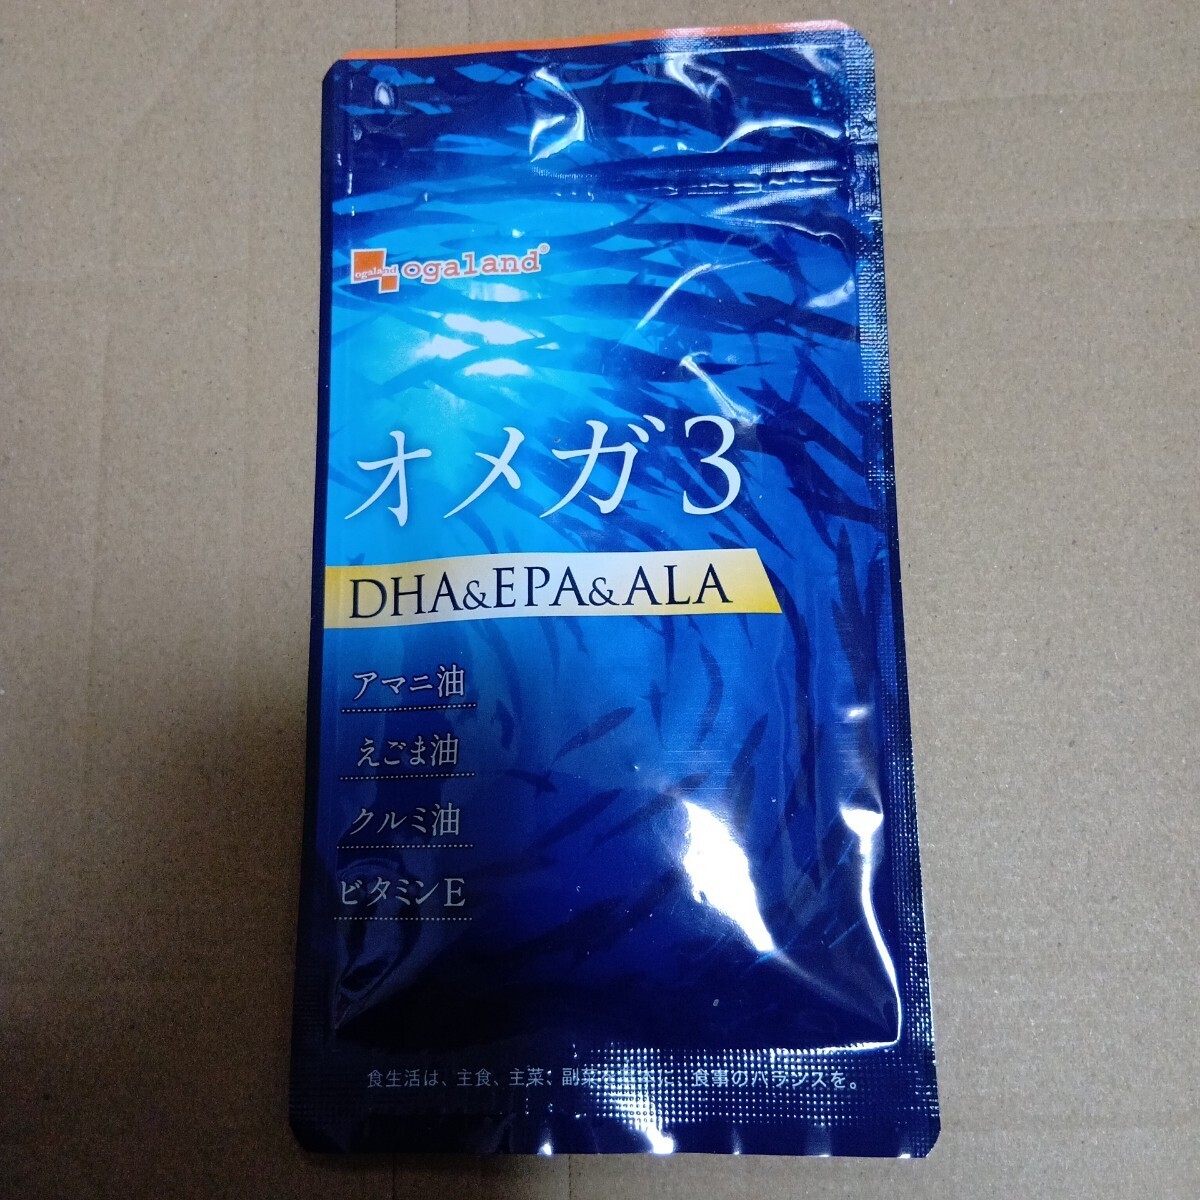 ogaland
ogaland®
オメガ3
DHA&EPA&ALA
アマニ油
えごま油
クルミ油
ビタミンE
食生活は、主食、主菜、副菜を基本に、食事のバランスを。